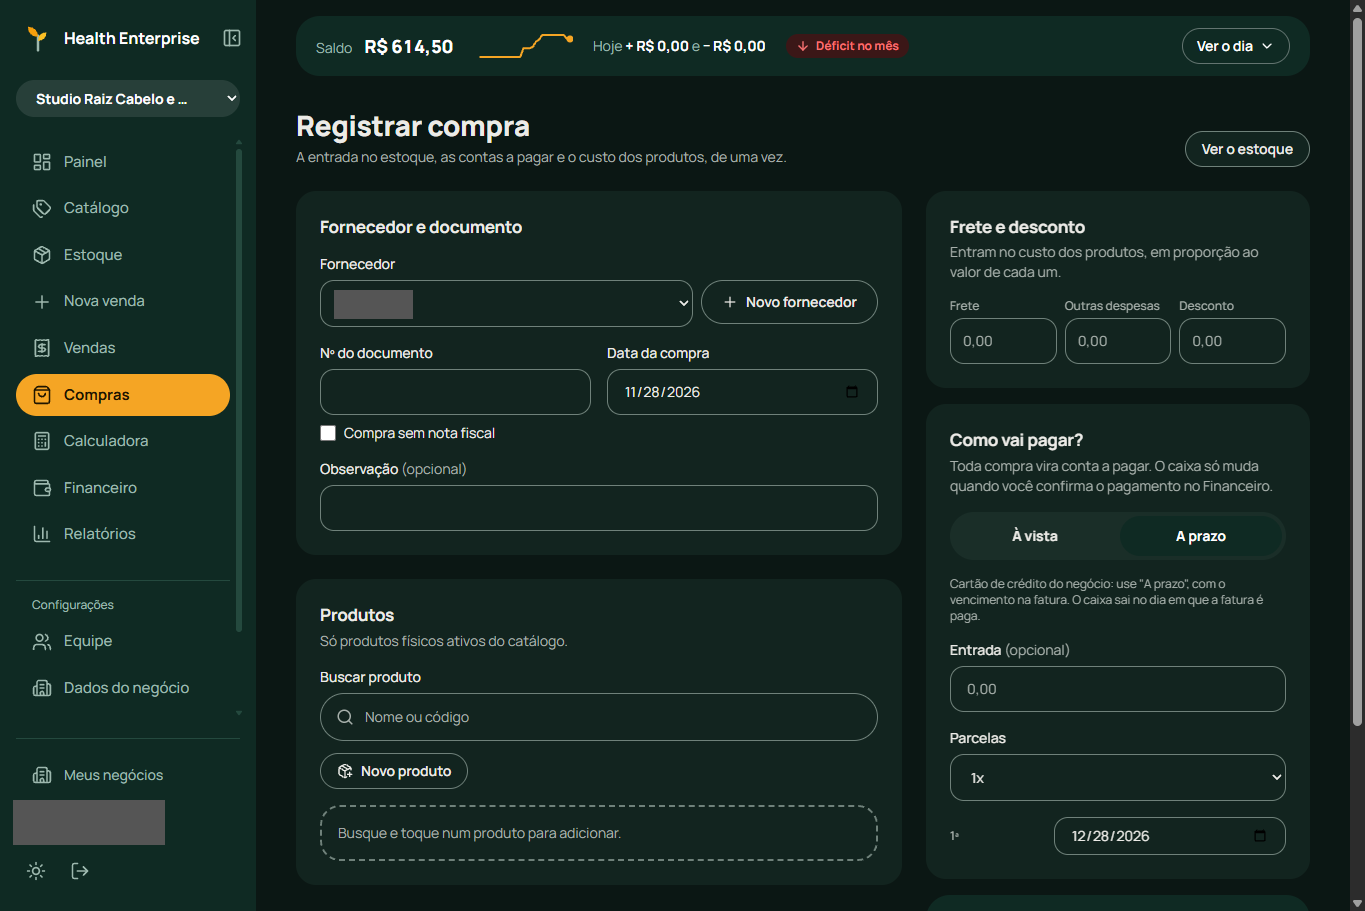 Health Enterprise
Studio Raiz Cabelo e ...
Painel
Catálogo
Estoque
Nova venda
Vendas
Compras
Calculadora
Financeiro
Relatórios
Configurações
Equipe
Dados do negócio
Meus negócios
Saldo R$ 614,50
Hoje + R$ 0,00 e − R$ 0,00
Déficit no mês
Ver o dia
Registrar compra
A entrada no estoque, as contas a pagar e o custo dos produtos, de uma vez.
Ver o estoque
Fornecedor e documento
Fornecedor
Novo fornecedor
Nº do documento
Data da compra
11/28/2026
Compra sem nota fiscal
Observação (opcional)
Produtos
Só produtos físicos ativos do catálogo.
Buscar produto
Nome ou código
Novo produto
Busque e toque num produto para adicionar.
Frete e desconto
Entram no custo dos produtos, em proporção ao
valor de cada um.
Frete
Outras despesas
Desconto
0,00
0,00
0,00
Como vai pagar?
Toda compra vira conta a pagar. O caixa só muda
quando você confirma o pagamento no Financeiro.
À vista
A prazo
Cartão de crédito do negócio: use "A prazo", com o
vencimento na fatura. O caixa sai no dia em que a fatura é
paga.
Entrada (opcional)
0,00
Parcelas
1x
1ª
12/28/2026